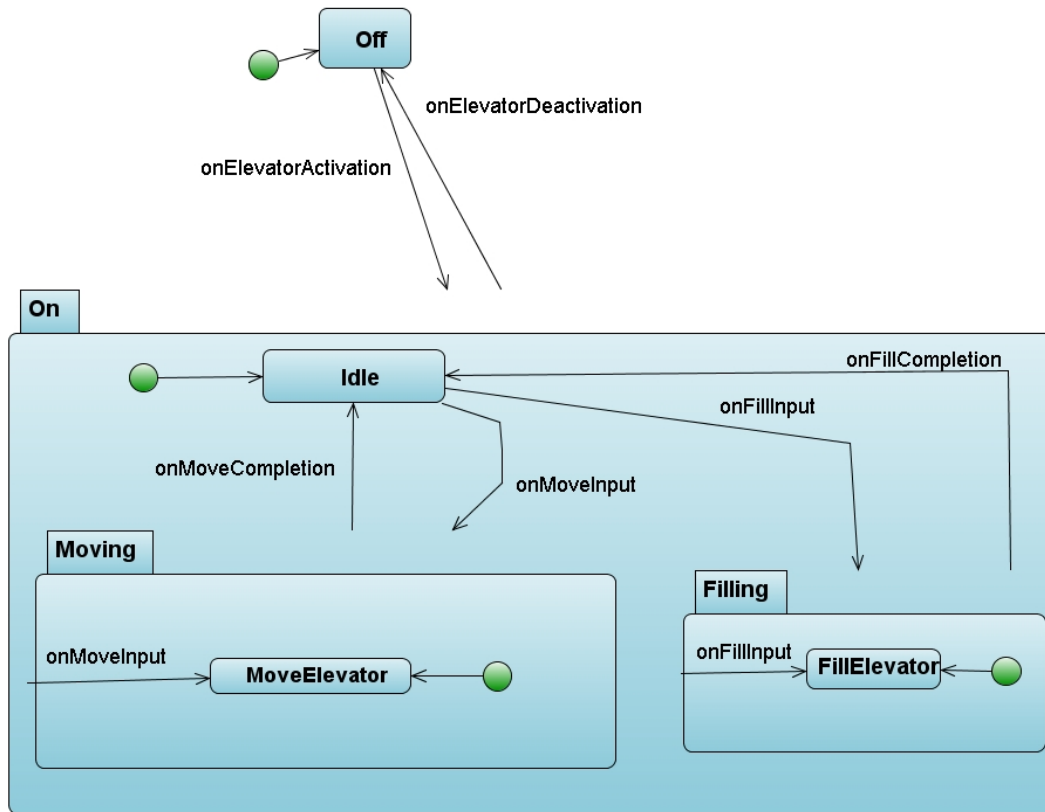 Off
onElevatorDeactivation
onElevatorActivation
On
Idle
onFillCompletion
onFillInput
onMoveCompletion
onMoveInput
Moving
Filling
onMoveInput
MoveElevator
onFillInput
FillElevator